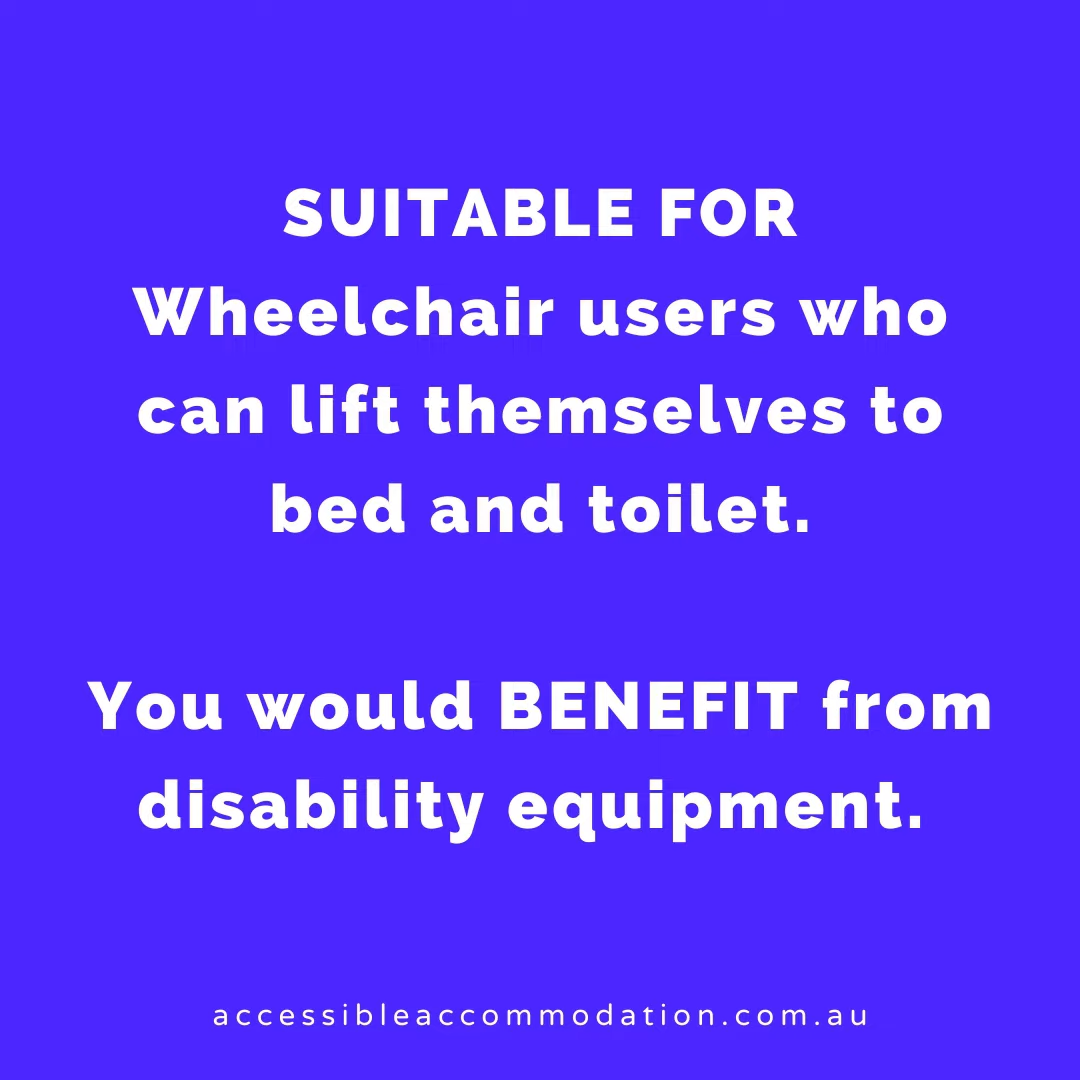 SUITABLE FOR
Wheelchair users who
can lift themselves to
bed and toilet.
You would BENEFIT from
disability equipment.
accessibleaccommodation.com.au